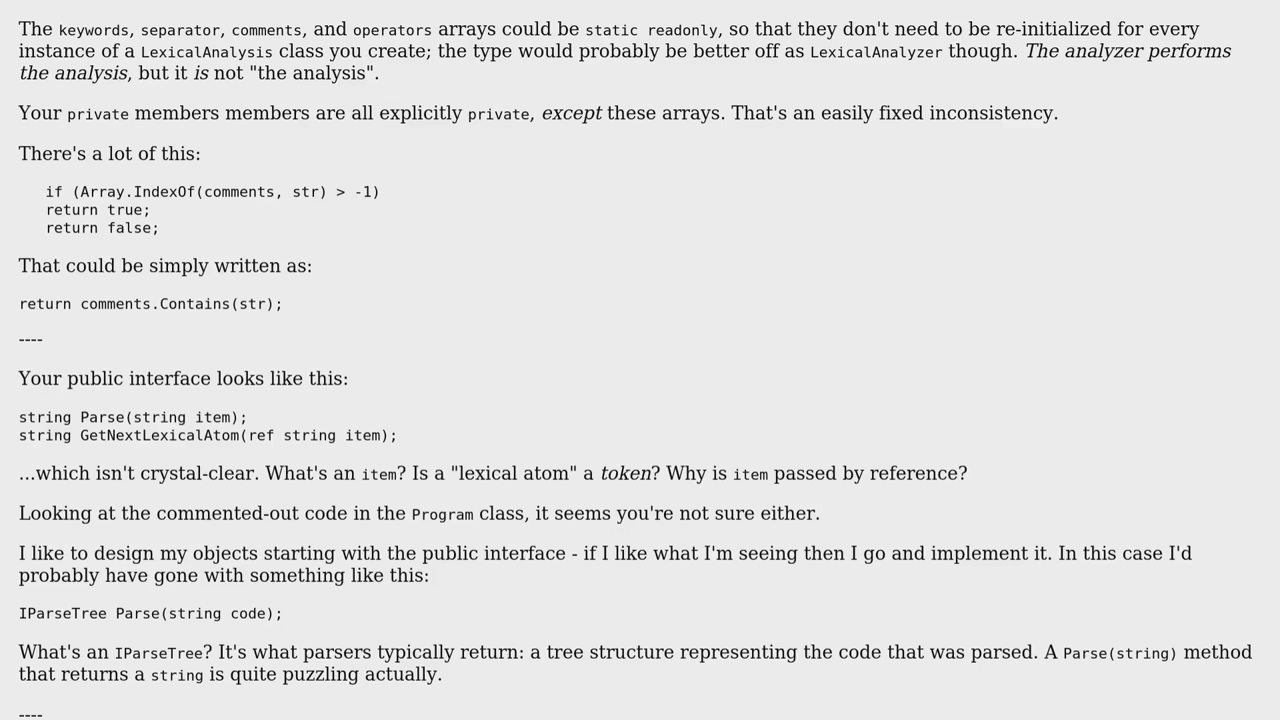 The keywords, separator, comments, and operators arrays could be static readonly, so that they don't need to be re-initialized for every
instance of a LexicalAnalysis class you create; the type would probably be better off as LexicalAnalyzer though. The analyzer performs
the analysis, but it is not "the analysis".
Your private members members are all explicitly private, except these arrays. That's an easily fixed inconsistency.
There's a lot of this:
if (Array.IndexOf(comments, str) > -1)
return true;
return false;
That could be simply written as:
return comments.Contains(str);
----
Your public interface looks like this:
string Parse(string item);
string GetNextLexicalAtom(ref string item);
...which isn't crystal-clear. What's an item? Is a "lexical atom" a token? Why is item passed by reference?
Looking at the commented-out code in the Program class, it seems you're not sure either.
I like to design my objects starting with the public interface - if I like what I'm seeing then I go and implement it. In this case I'd
probably have gone with something like this:
IParseTree Parse(string code);
What's an IParseTree? It's what parsers typically return: a tree structure representing the code that was parsed. A Parse(string) method
that returns a string is quite puzzling actually.
----